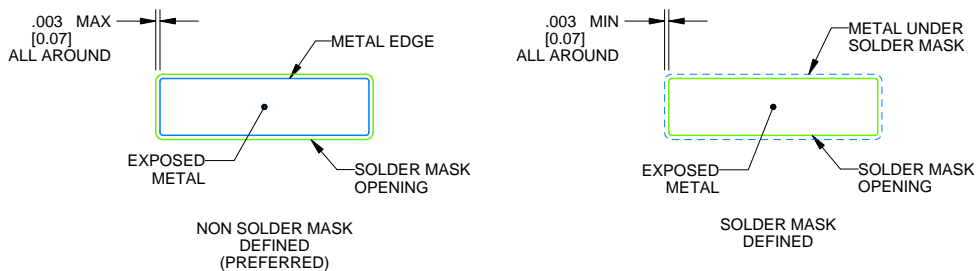 .003 MAX
[0.07]
ALL AROUND
METAL EDGE
EXPOSED
METAL
SOLDER MASK
OPENING
NON SOLDER MASK
DEFINED
(PREFERRED)
.003 MIN
[0.07]
ALL AROUND
METAL UNDER
SOLDER MASK
EXPOSED
METAL
SOLDER MASK
OPENING
SOLDER MASK
DEFINED